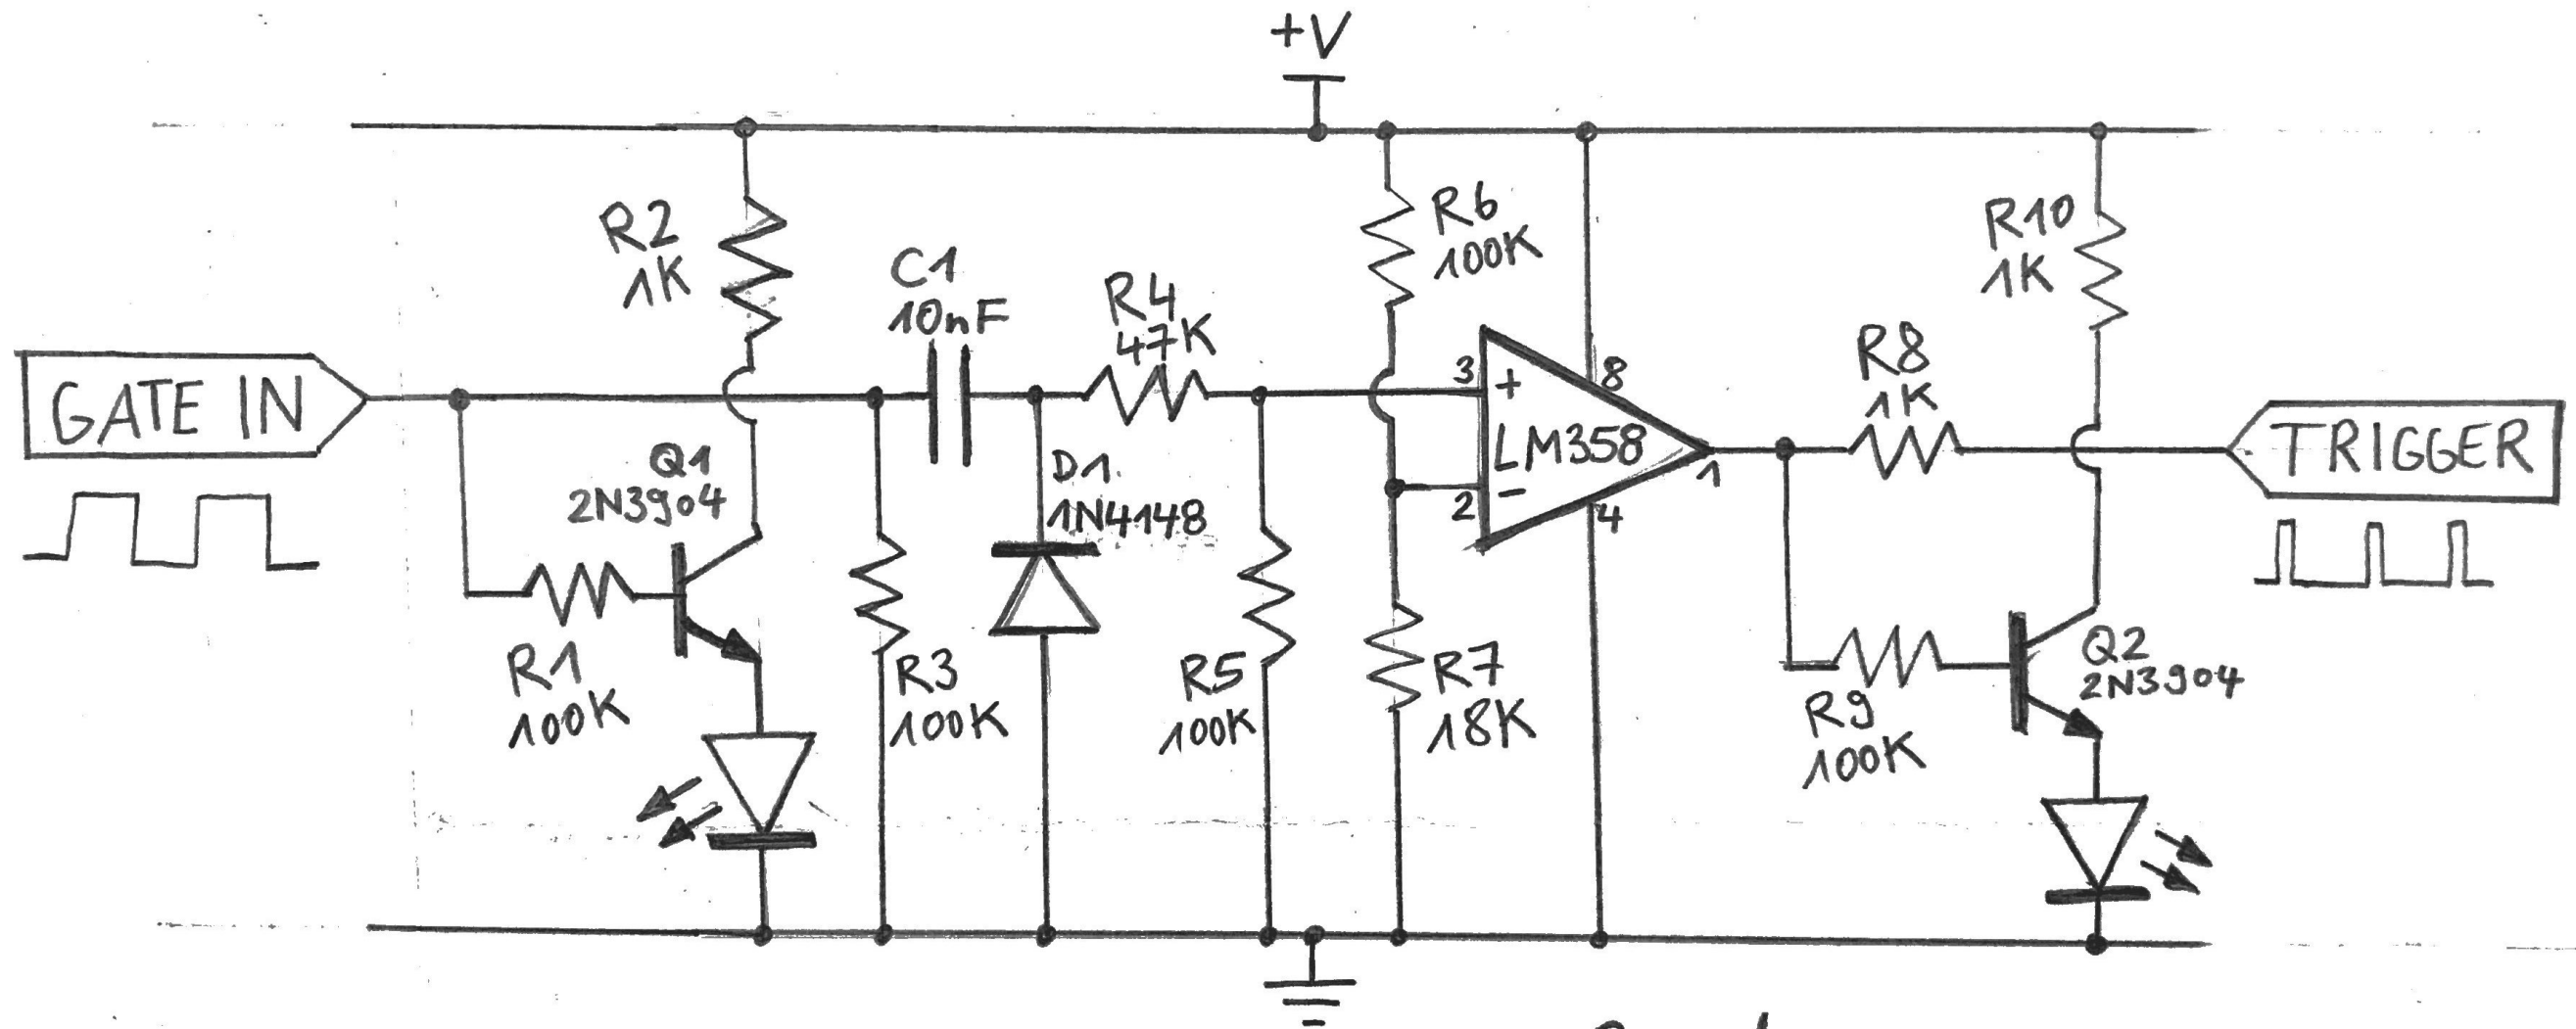 +V
R2
1K
C1
10nF
R4
47K
R6
100K
R10
1K
GATE IN
Q1
2N3904
D1
1N4148
3
+
8
LM358
2
-
4
1
R8
1K
TRIGGER
R1
100K
R3
100K
R5
100K
R7
18K
R9
100K
Q2
2N3904